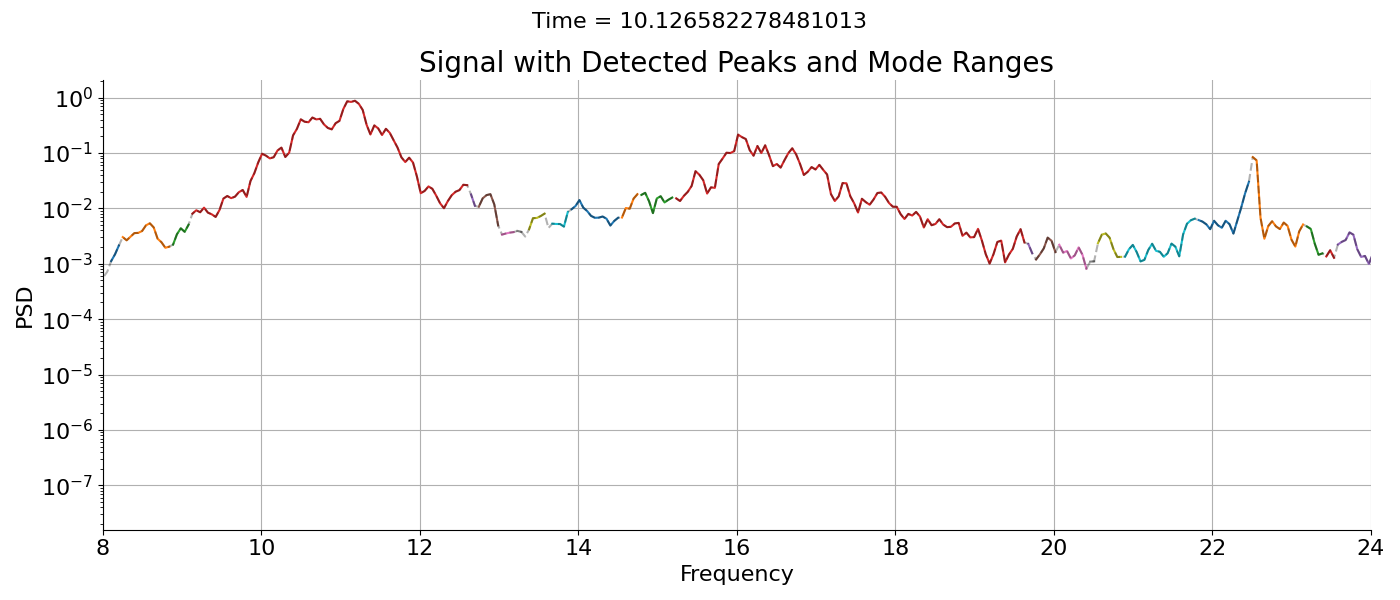 Time = 10.126582278481013
Signal with Detected Peaks and Mode Ranges
PSD
10⁰
10⁻¹
10⁻²
10⁻³
10⁻⁴
10⁻⁵
10⁻⁶
10⁻⁷
8 10 12 14 16 18 20 22 24
Frequency